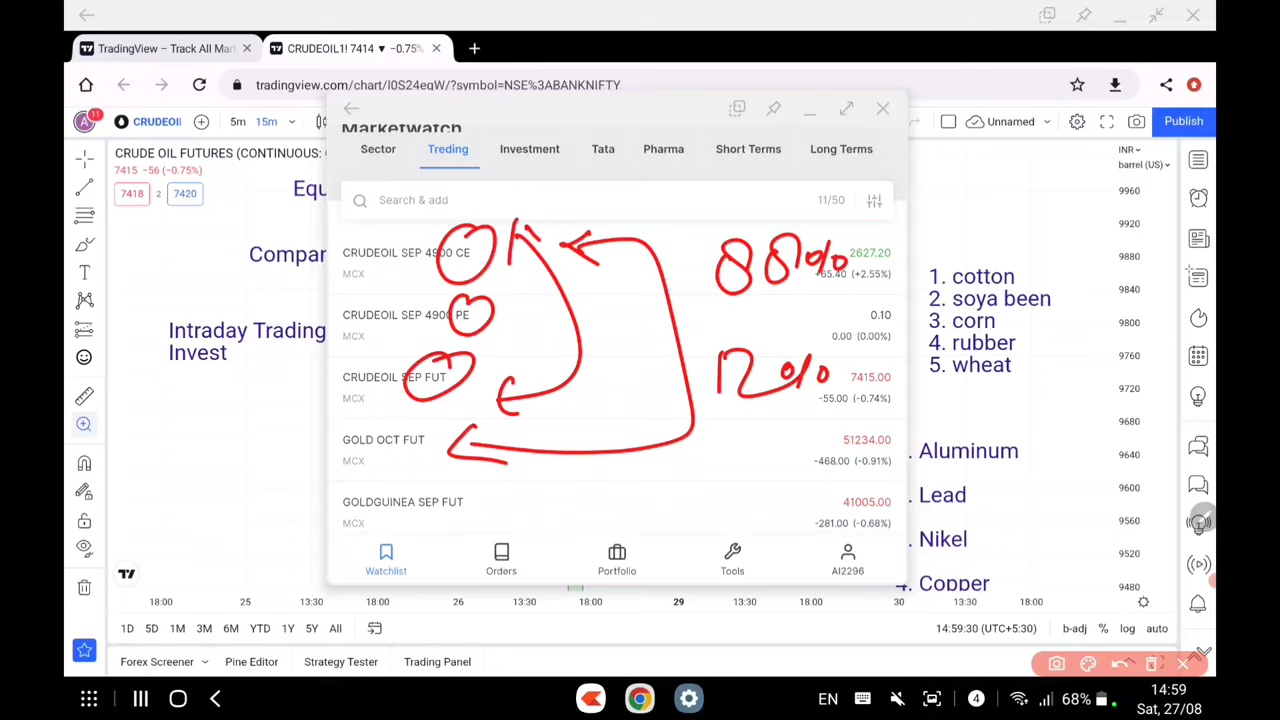 TradingView – Track All Mar
CRUDEOIL1! 7414 ▼ −0.75%
tradingview.com/chart/I0S24eqW/?symbol=NSE%3ABANKNIFTY
11
CRUDEOI
5m
15m
Unnamed
Publish
CRUDE OIL FUTURES (CONTINUOUS:
7415 −56 (−0.75%)
7418 2 7420
INR
barrel (US)
Marketwatch
Sector
Treding
Investment
Tata
Pharma
Short Terms
Long Terms
Search & add
11/50
CRUDEOIL SEP 4900 CE
2627.20
MCX
+65.40 (+2.55%)
88%
CRUDEOIL SEP 4900 PE
0.10
MCX
0.00 (0.00%)
CRUDEOIL SEP FUT
7415.00
MCX
-55.00 (-0.74%)
12%
GOLD OCT FUT
51234.00
MCX
-468.00 (-0.91%)
GOLDGUINEA SEP FUT
41005.00
MCX
-281.00 (-0.68%)
Watchlist
Orders
Portfolio
Tools
AI2296
Equ
Compar
Intraday Trading
Invest
1. cotton
2. soya been
3. corn
4. rubber
5. wheat
. Aluminum
. Lead
. Nikel
4. Copper
9960
9920
9880
9840
9800
9760
9720
9680
9640
9600
9560
9520
9480
18:00 25 13:30 18:00 26 13:30 18:00 29 13:30 18:00 30 13:30 18:00
1D 5D 1M 3M 6M YTD 1Y 5Y All
14:59:30 (UTC+5:30)
b-adj % log auto
Forex Screener
Pine Editor
Strategy Tester
Trading Panel
EN
4
68%
14:59
Sat, 27/08